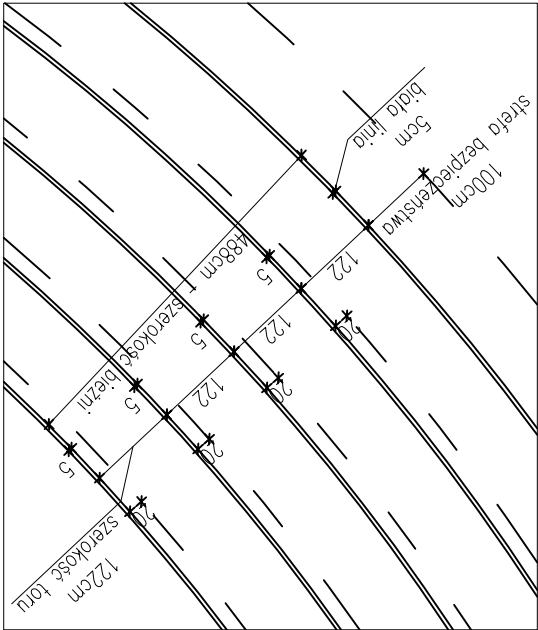 biała linia
5cm
strefa bezpieczeństwa
100cm
488cm - szerokość bieżni
5
122
5
122
20
5
122
20
20
5
20
szerokość toru
122cm